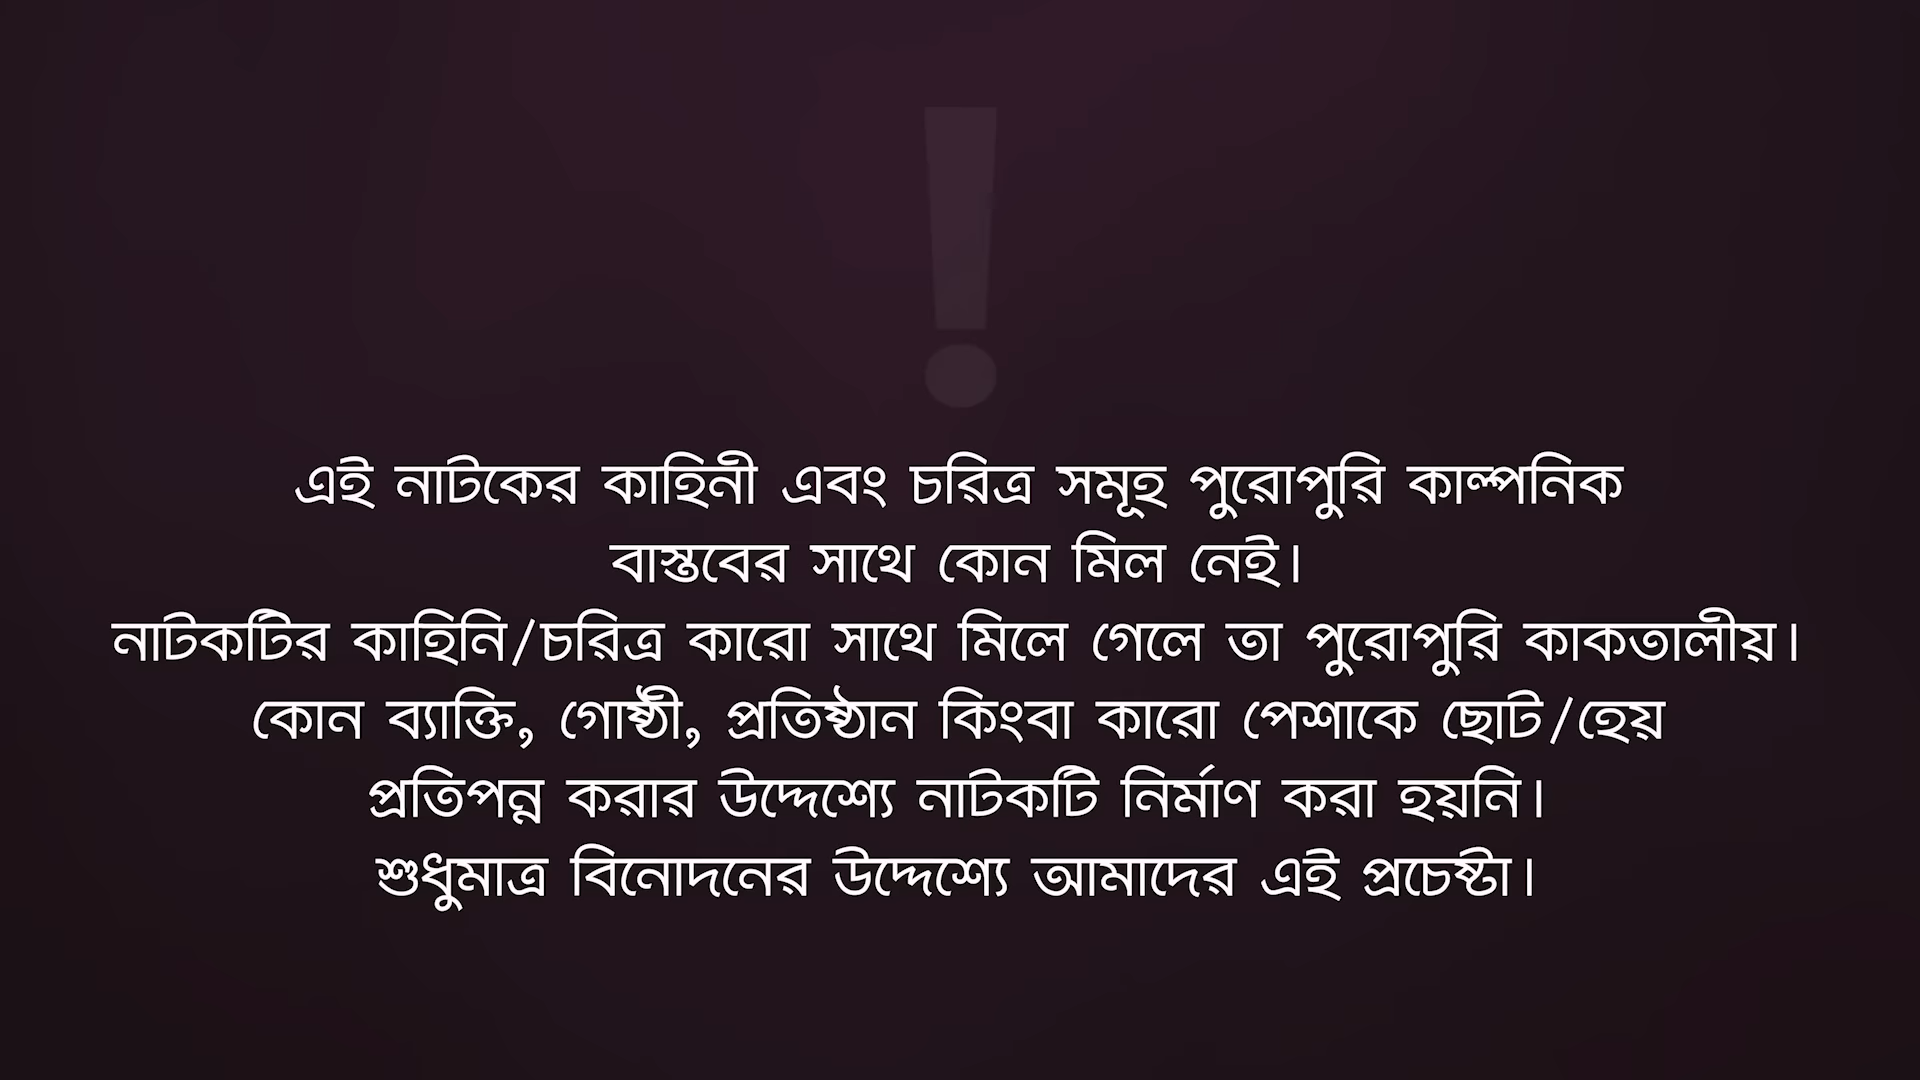 এই নাটকের কাহিনী এবং চরিত্র সমূহ পুরোপুরি কাল্পনিক
বাস্তবের সাথে কোন মিল নেই।
নাটকটির কাহিনি/চরিত্র কারো সাথে মিলে গেলে তা পুরোপুরি কাকতালীয়।
কোন ব্যাক্তি, গোষ্ঠী, প্রতিষ্ঠান কিংবা কারো পেশাকে ছোট/হেয়
প্রতিপন্ন করার উদ্দেশ্যে নাটকটি নির্মাণ করা হয়নি।
শুধুমাত্র বিনোদনের উদ্দেশ্যে আমাদের এই প্রচেষ্টা।